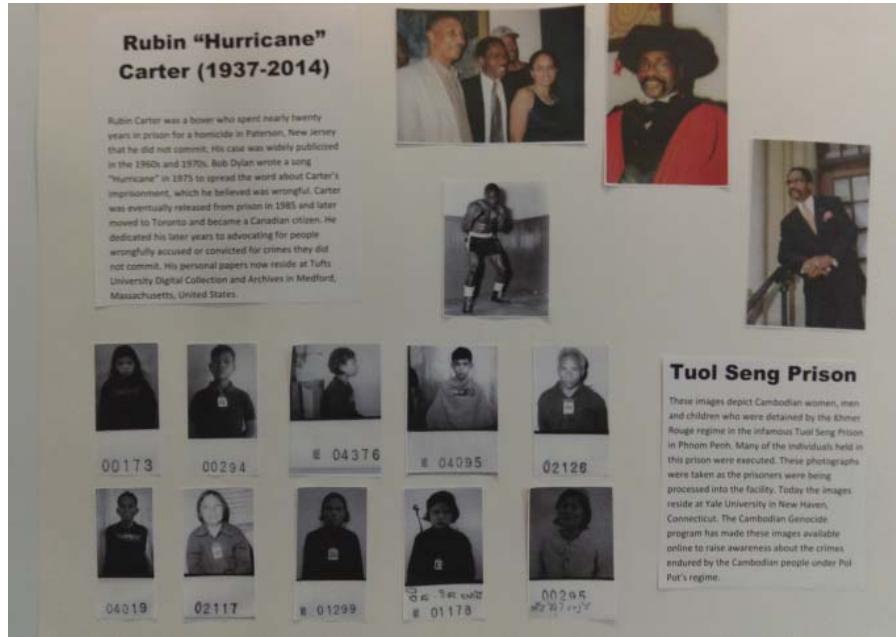 Rubin “Hurricane”
Carter (1937-2014)
Rubin Carter was a boxer who spent nearly twenty
years in prison for a homicide in Paterson, New Jersey
that he did not commit. His case was widely publicized
in the 1960s and 1970s. Bob Dylan wrote a song
“Hurricane” in 1975 to spread the word about Carter's
imprisonment, which he believed was wrongful. Carter
was eventually released from prison in 1985 and later
moved to Toronto and became a Canadian citizen. He
dedicated his later years to advocating for people
wrongfully accused or convicted for crimes they did
not commit. His personal papers now reside at Tufts
University Digital Collection and Archives in Medford,
Massachusetts, United States.
00173
00294
04376
04095
02126
Tuol Seng Prison
These images depict Cambodian women, men
and children who were detained by the Khmer
Rouge regime in the infamous Tuol Seng Prison
in Phnom Penh. Many of the individuals held in
this prison were executed. These photographs
were taken as the prisoners were being
processed into the facility. Today the images
reside at Yale University in New Haven,
Connecticut. The Cambodian Genocide
program has made these images available
online to raise awareness about the crimes
endured by the Cambodian people under Pol
Pot's regime.
04019
02117
01299
01178
00295